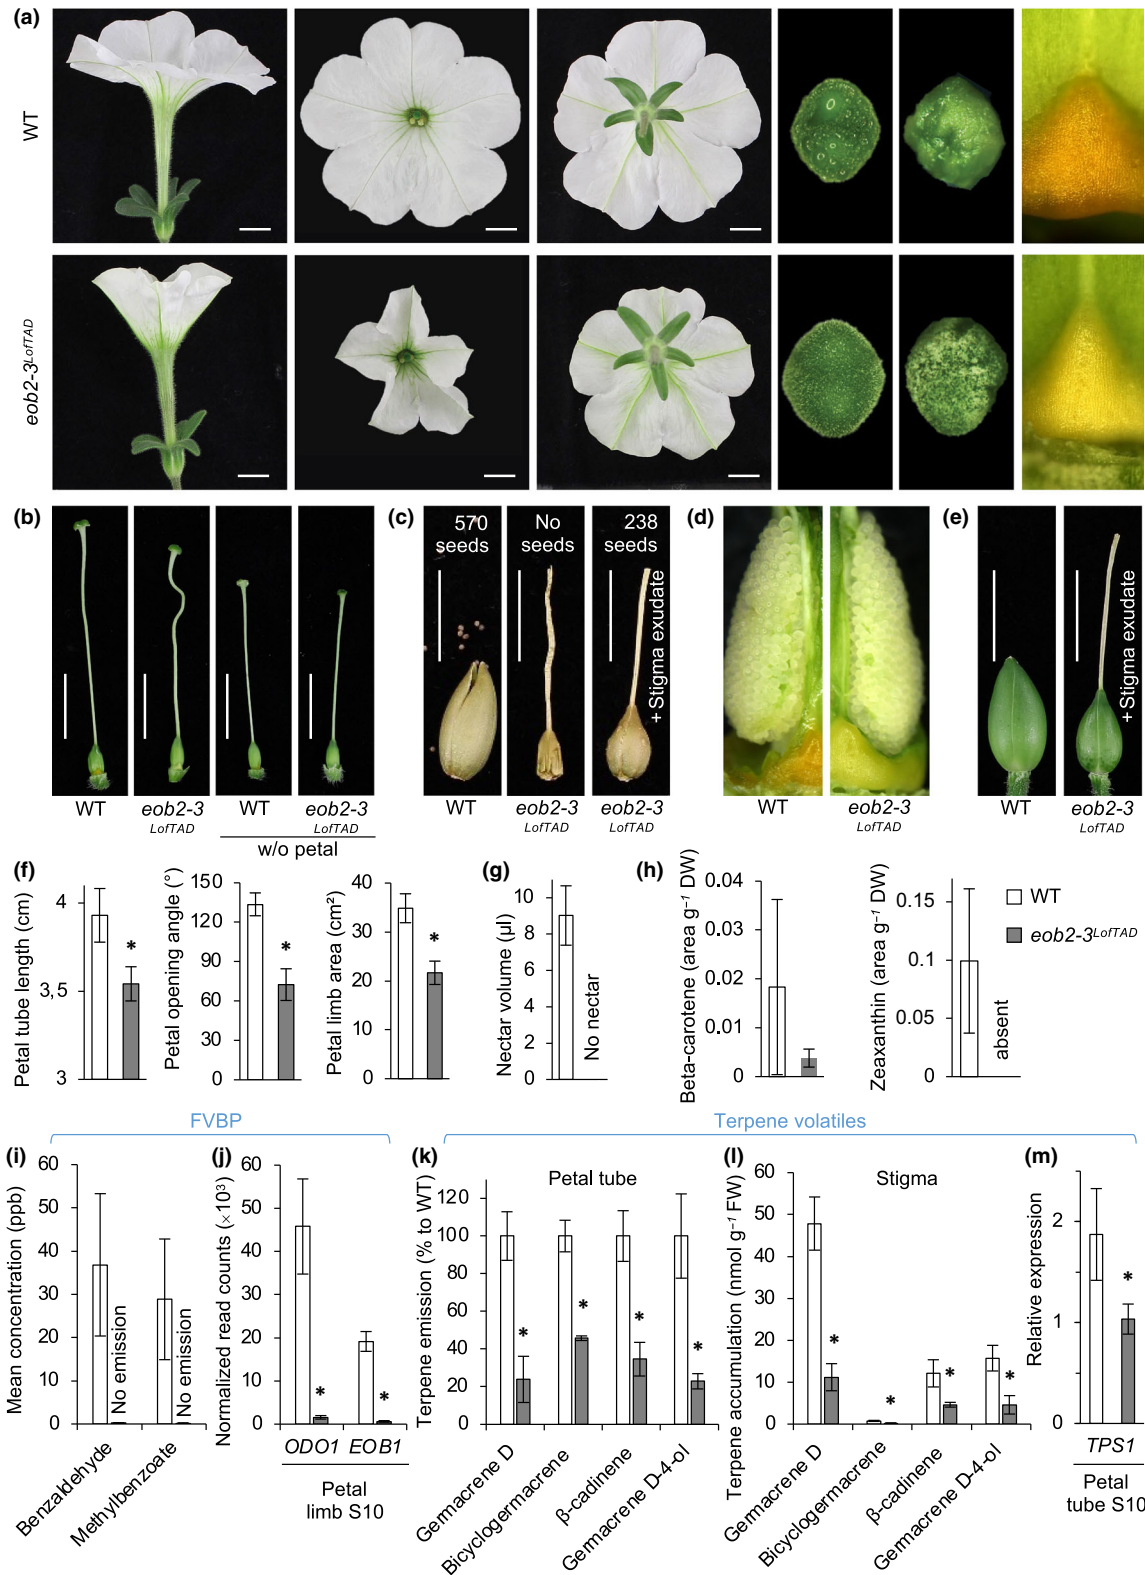 (a)
WT
eob2-3LofTAD
(b)
(c)
(d)
(e)
570 seeds
No seeds
238 seeds
+ Stigma exudate
+ Stigma exudate
WT
eob2-3 LofTAD
WT
eob2-3 LofTAD
w/o petal
WT
eob2-3 LofTAD
eob2-3 LofTAD
WT
eob2-3 LofTAD
WT
eob2-3 LofTAD
(f)
Petal tube length (cm)
4
3,5
3
*
Petal opening angle (°)
150
120
90
60
30
0
*
Petal limb area (cm²)
40
30
20
10
0
*
(g)
Nectar volume (µl)
10
8
6
4
2
0
No nectar
(h)
Beta-carotene (area g⁻¹ DW)
0.04
0.03
0.02
0.01
0
Zeaxanthin (area g⁻¹ DW)
0.15
0.1
0.05
0
absent
WT
eob2-3LofTAD
FVBP
Terpene volatiles
(i)
Mean concentration (ppb)
60
50
40
30
20
10
0
No emission
No emission
Benzaldehyde
Methylbenzoate
(j)
Normalized read counts (×10³)
60
50
40
30
20
10
0
*
*
ODO1 EOB1
Petal
limb S10
(k)
Petal tube
Terpene emission (% to WT)
120
100
80
60
40
20
0
*
*
*
*
Germacrene D
Bicyclogermacrene
β-cadinene
Germacrene D-4-ol
(l)
Stigma
Terpene accumulation (nmol g⁻¹ FW)
60
50
40
30
20
10
0
*
*
*
*
Germacrene D
Bicyclogermacrene
β-cadinene
Germacrene D-4-ol
(m)
Relative expression
2
1
0
*
TPS1
Petal
tube S10